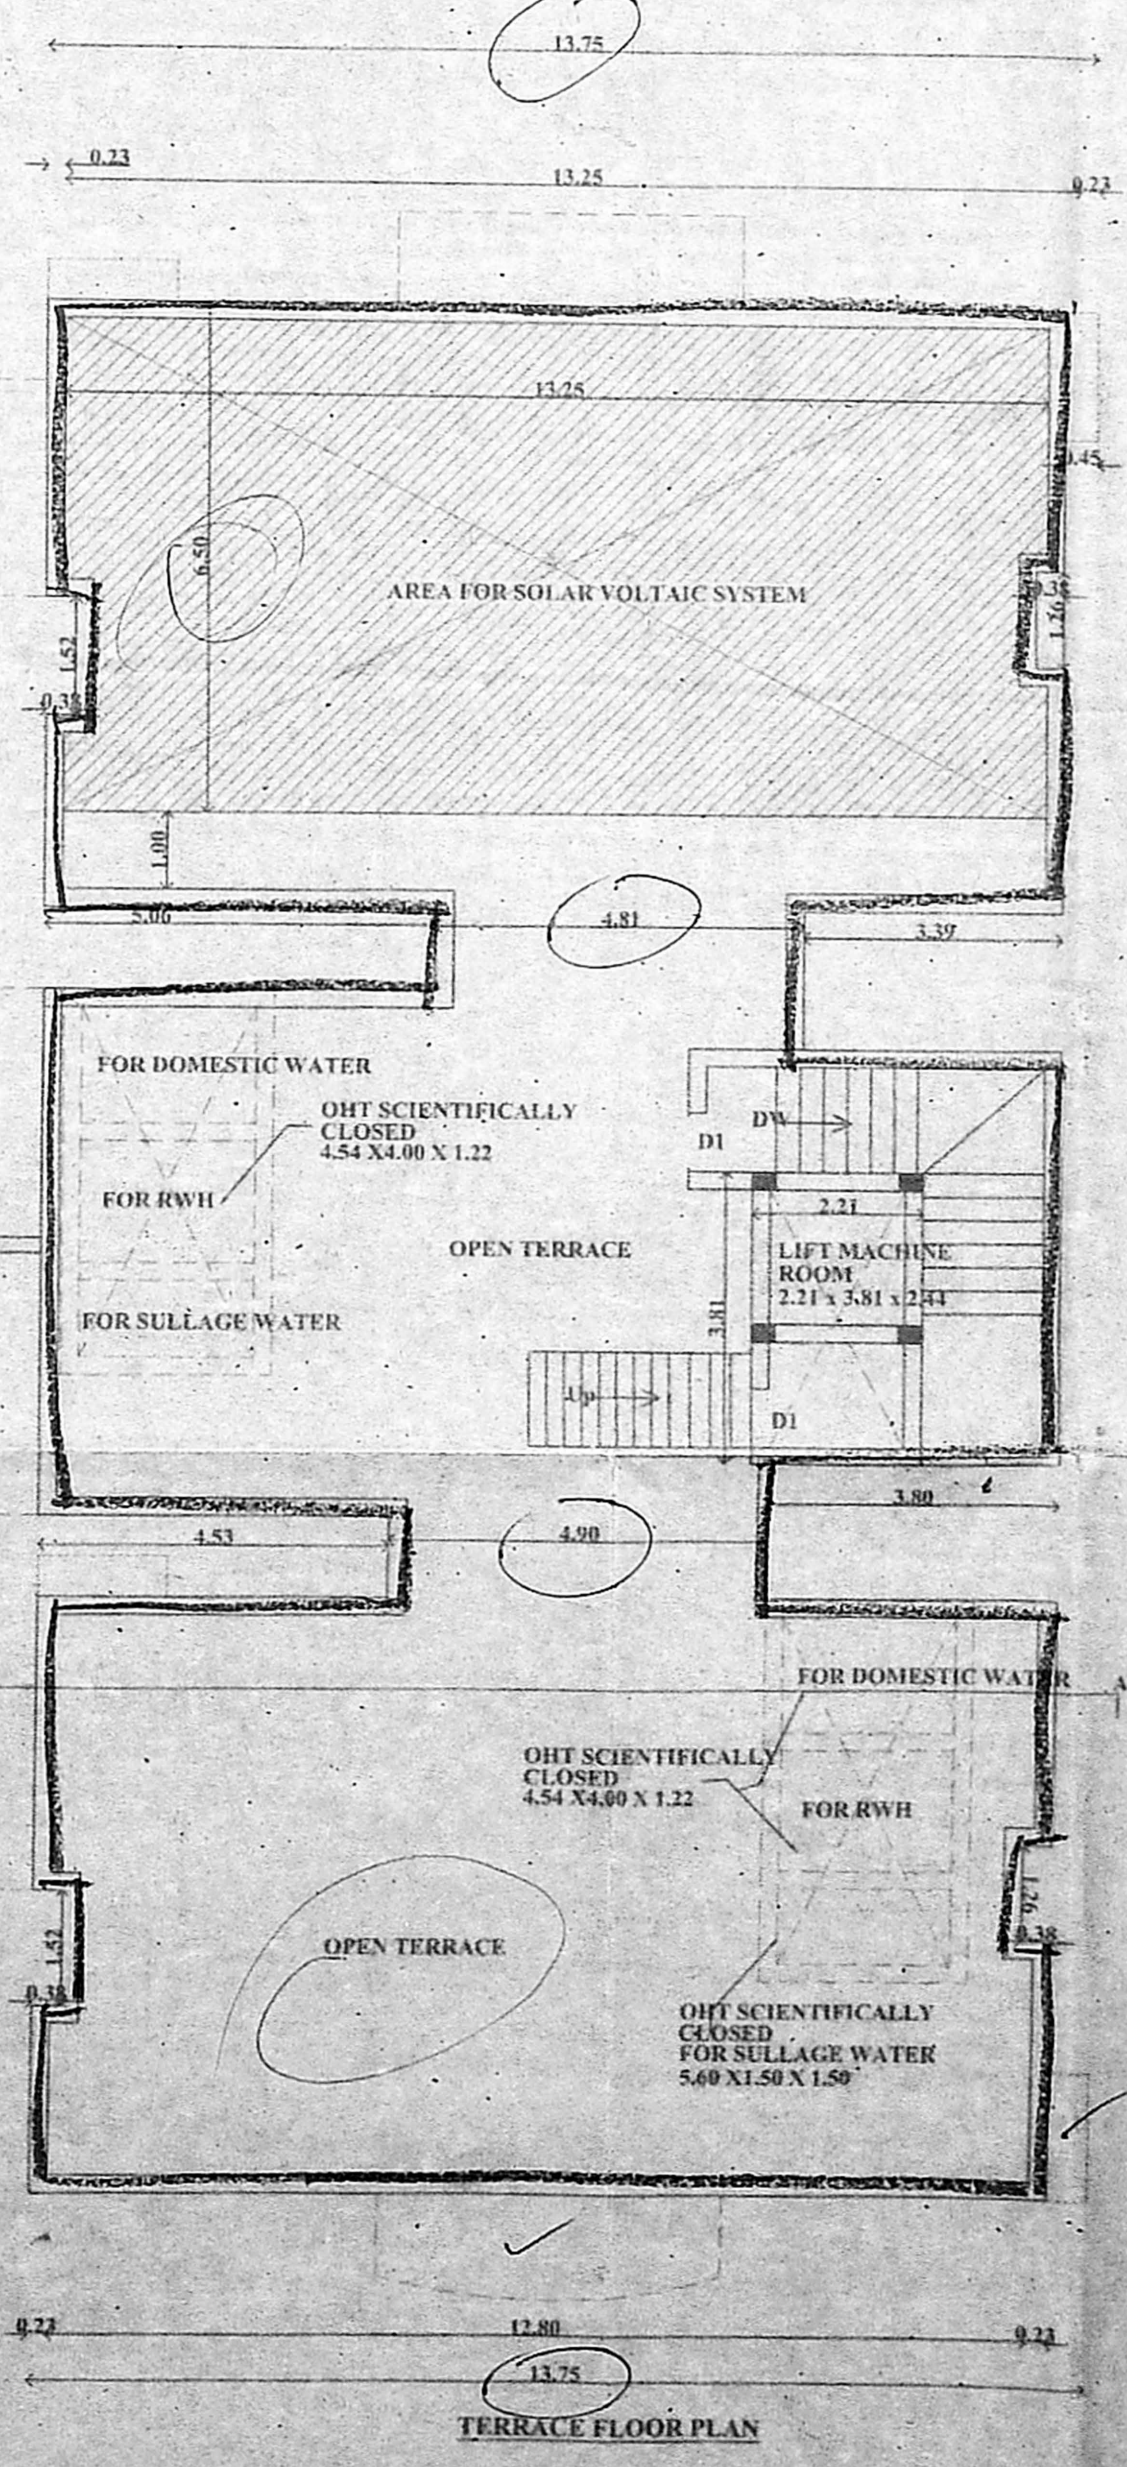 13.75
0.23
13.25
0.23
13.25
0.45
6.50
AREA FOR SOLAR VOLTAIC SYSTEM
0.38
1.26
1.52
0.38
1.00
5.06
4.81
3.39
FOR DOMESTIC WATER
OHT SCIENTIFICALLY
CLOSED
4.54 X4.00 X 1.22
DW
D1
FOR RWH
2.21
OPEN TERRACE
LIFT MACHINE
ROOM
2.21 x 3.81 x 2.44
3.81
FOR SULLAGE WATER
Up
D1
3.80
4.53
4.90
FOR DOMESTIC WATER
A
OHT SCIENTIFICALLY
CLOSED
4.54 X4.00 X 1.22
FOR RWH
1.26
0.38
1.52
OPEN TERRACE
0.38
OHT SCIENTIFICALLY
CLOSED
FOR SULLAGE WATER
5.60 X1.50 X 1.50
0.23
12.80
0.23
13.75
TERRACE FLOOR PLAN